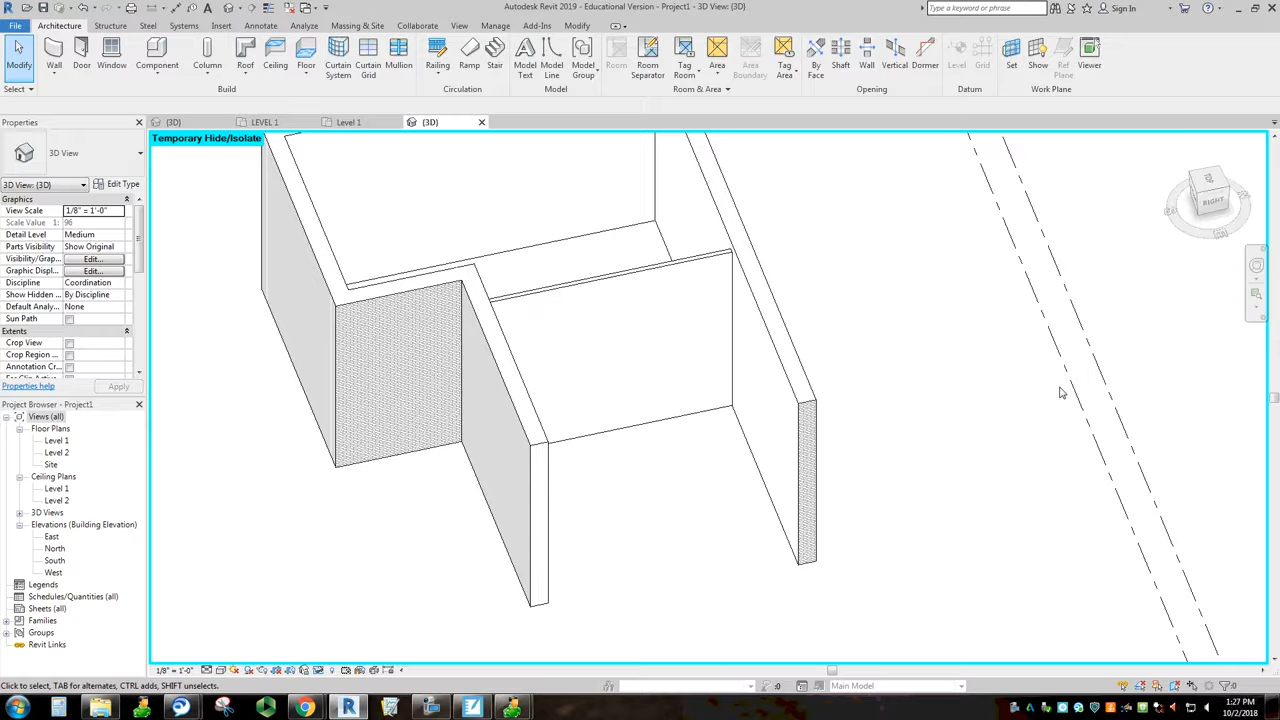 Autodesk Revit 2019 - Educational Version - Project1 - 3D View: {3D}
Type a keyword or phrase
Sign In
File
Architecture
Structure
Steel
Systems
Insert
Annotate
Analyze
Massing & Site
Collaborate
View
Manage
Add-Ins
Modify
Modify
Wall
Door
Window
Component
Column
Roof
Ceiling
Floor
Curtain System
Curtain Grid
Mullion
Railing
Ramp
Stair
Model Text
Model Line
Model Group
Room
Room Separator
Tag Room
Area
Area Boundary
Tag Area
By Face
Shaft
Wall
Vertical
Dormer
Level
Grid
Set
Show
Ref Plane
Viewer
Select
Build
Circulation
Model
Room & Area
Opening
Datum
Work Plane
Properties
{3D}
LEVEL 1
Level 1
{3D}
Temporary Hide/Isolate
3D View
3D View: {3D}
Edit Type
Graphics
View Scale 1/8" = 1'-0"
Scale Value 1: 96
Detail Level Medium
Parts Visibility Show Original
Visibility/Grap... Edit...
Graphic Displ... Edit...
Discipline Coordination
Show Hidden ... By Discipline
Default Analy... None
Sun Path
Extents
Crop View
Crop Region ...
Annotation Cr...
Properties help
Apply
Project Browser - Project1
Views (all)
Floor Plans
Level 1
Level 2
Site
Ceiling Plans
Level 1
Level 2
3D Views
Elevations (Building Elevation)
East
North
South
West
Legends
Schedules/Quantities (all)
Sheets (all)
Families
Groups
Revit Links
TOP
RIGHT
1/8" = 1'-0"
Click to select, TAB for alternates, CTRL adds, SHIFT unselects.
:0
Main Model
:0
1:27 PM
10/2/2018